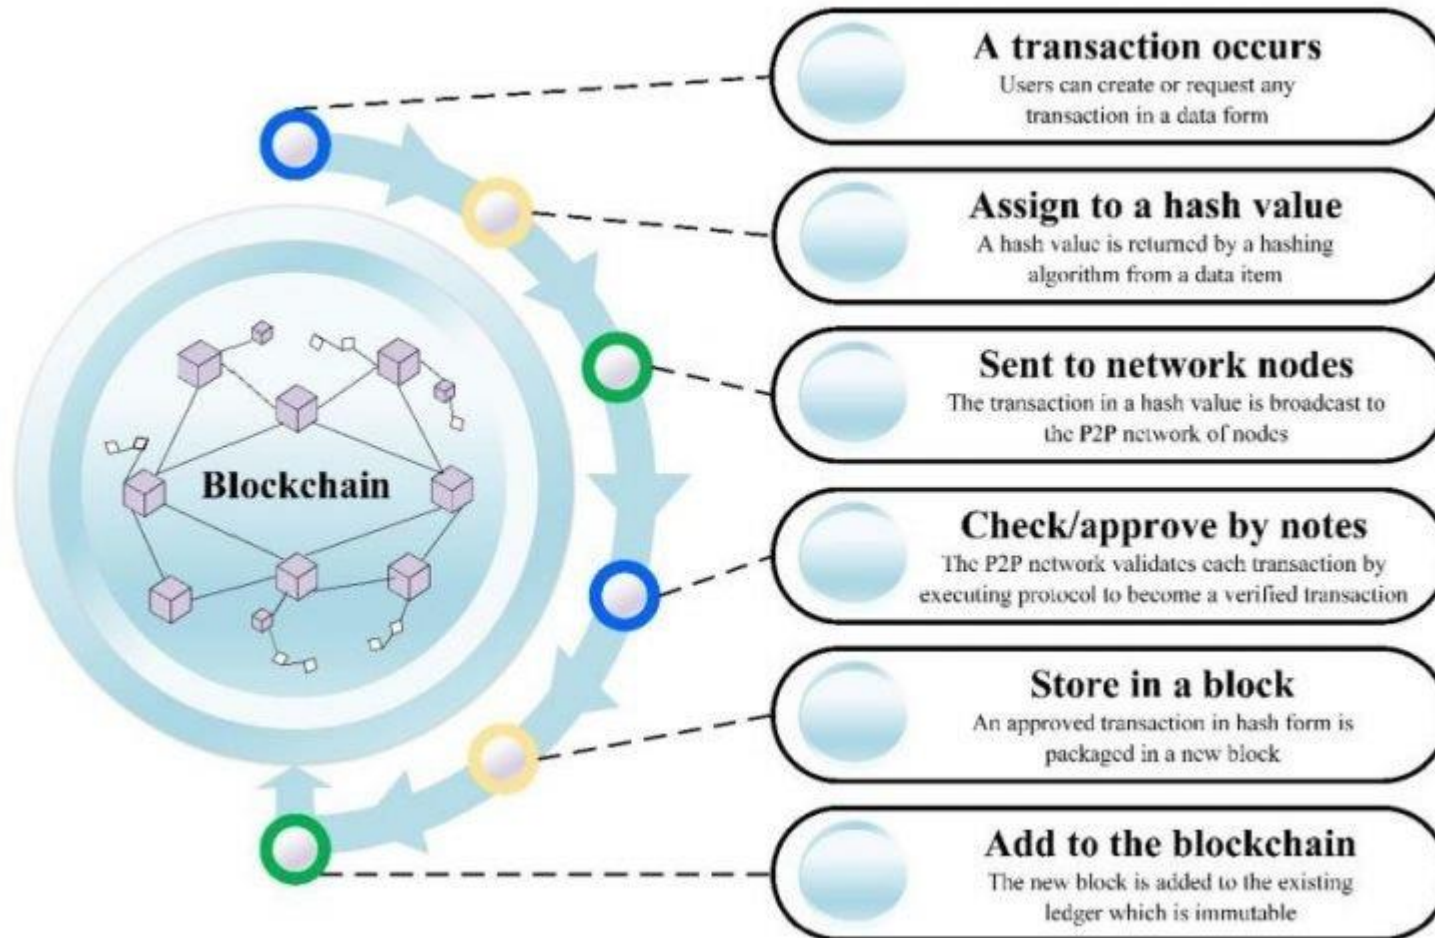 A transaction occurs
Users can create or request any
transaction in a data form
Assign to a hash value
A hash value is returned by a hashing
algorithm from a data item
Sent to network nodes
The transaction in a hash value is broadcast to
the P2P network of nodes
Blockchain
Check/approve by notes
The P2P network validates each transaction by
executing protocol to become a verified transaction
Store in a block
An approved transaction in hash form is
packaged in a new block
Add to the blockchain
The new block is added to the existing
ledger which is immutable